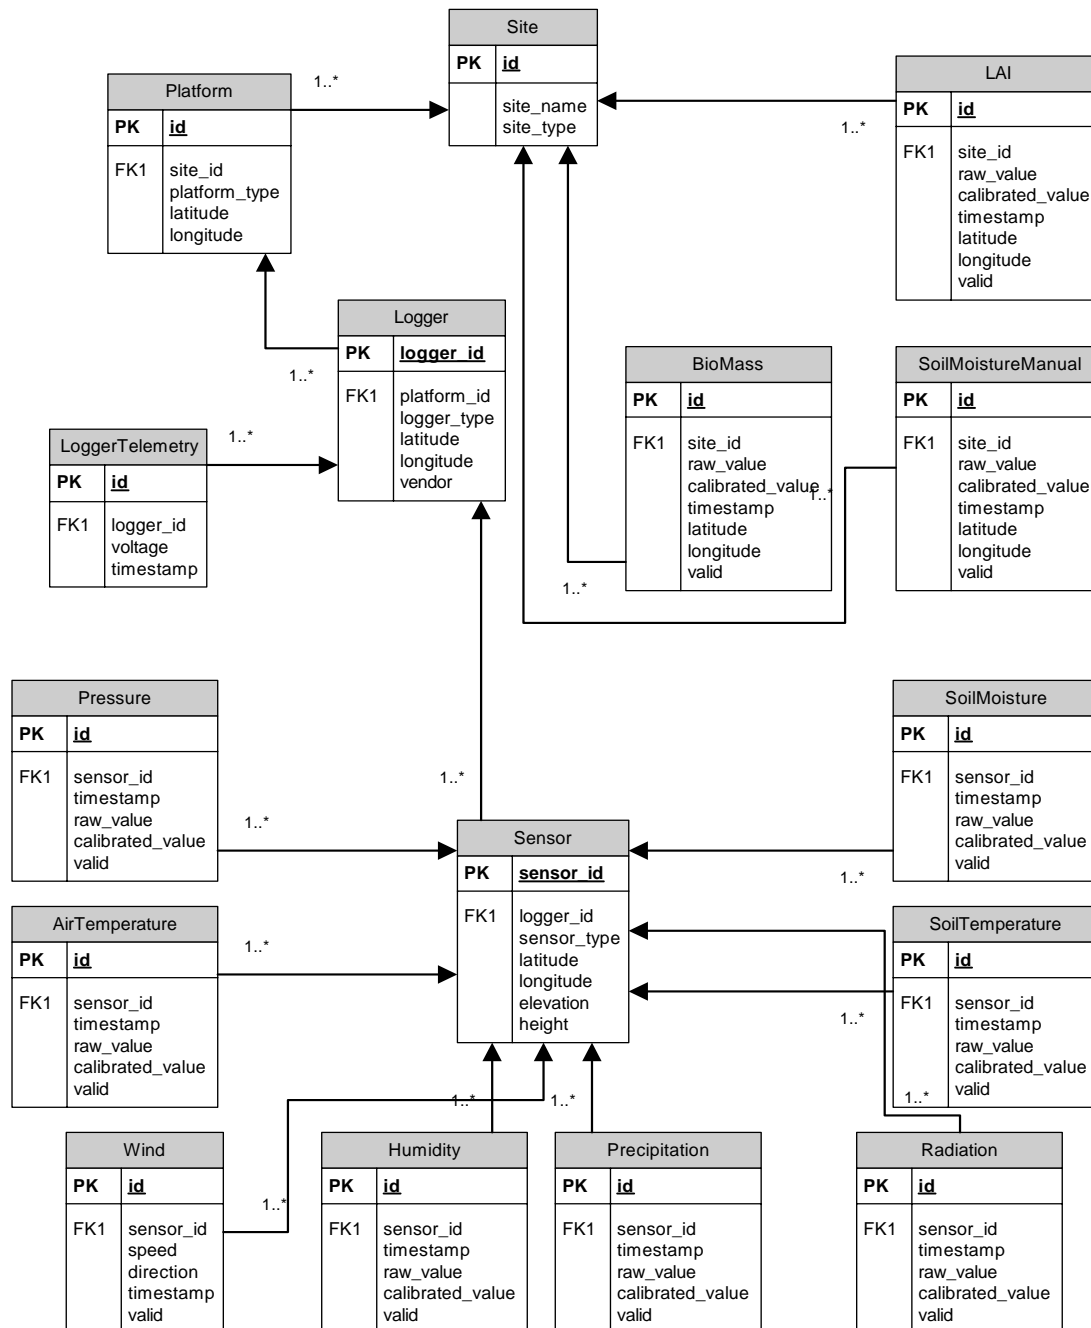 Site
PK id
site_name
site_type
1..*
Platform
PK id
FK1 site_id
platform_type
latitude
longitude
LAI
PK id
FK1 site_id
raw_value
calibrated_value
timestamp
latitude
longitude
valid
1..*
Logger
PK logger_id
FK1 platform_id
logger_type
latitude
longitude
vendor
1..*
BioMass
PK id
FK1 site_id
raw_value
calibrated_value
timestamp
latitude
longitude
valid
1..*
SoilMoistureManual
PK id
FK1 site_id
raw_value
calibrated_value
timestamp
latitude
longitude
valid
1..*
LoggerTelemetry
PK id
FK1 logger_id
voltage
timestamp
1..*
Pressure
PK id
FK1 sensor_id
timestamp
raw_value
calibrated_value
valid
1..*
1..*
Sensor
PK sensor_id
FK1 logger_id
sensor_type
latitude
longitude
elevation
height
SoilMoisture
PK id
FK1 sensor_id
timestamp
raw_value
calibrated_value
valid
1..*
AirTemperature
PK id
FK1 sensor_id
timestamp
raw_value
calibrated_value
valid
1..*
SoilTemperature
PK id
FK1 sensor_id
timestamp
raw_value
calibrated_value
valid
1..*
Wind
PK id
FK1 sensor_id
speed
direction
timestamp
valid
1..*
Humidity
PK id
FK1 sensor_id
timestamp
raw_value
calibrated_value
valid
1..*
Precipitation
PK id
FK1 sensor_id
timestamp
raw_value
calibrated_value
valid
1..*
Radiation
PK id
FK1 sensor_id
timestamp
raw_value
calibrated_value
valid
1..*